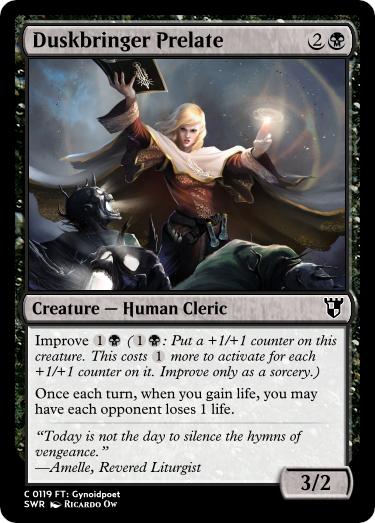 Duskbringer Prelate 2
Creature — Human Cleric
Improve 1 ( 1 : Put a +1/+1 counter on this
creature. This costs 1 more to activate for each
+1/+1 counter on it. Improve only as a sorcery.)
Once each turn, when you gain life, you may
have each opponent loses 1 life.
"Today is not the day to silence the hymns of
vengeance."
—Amelle, Revered Liturgist
3/2
C 0119 FT: Gynoidpoet
SWR Ricardo Ow